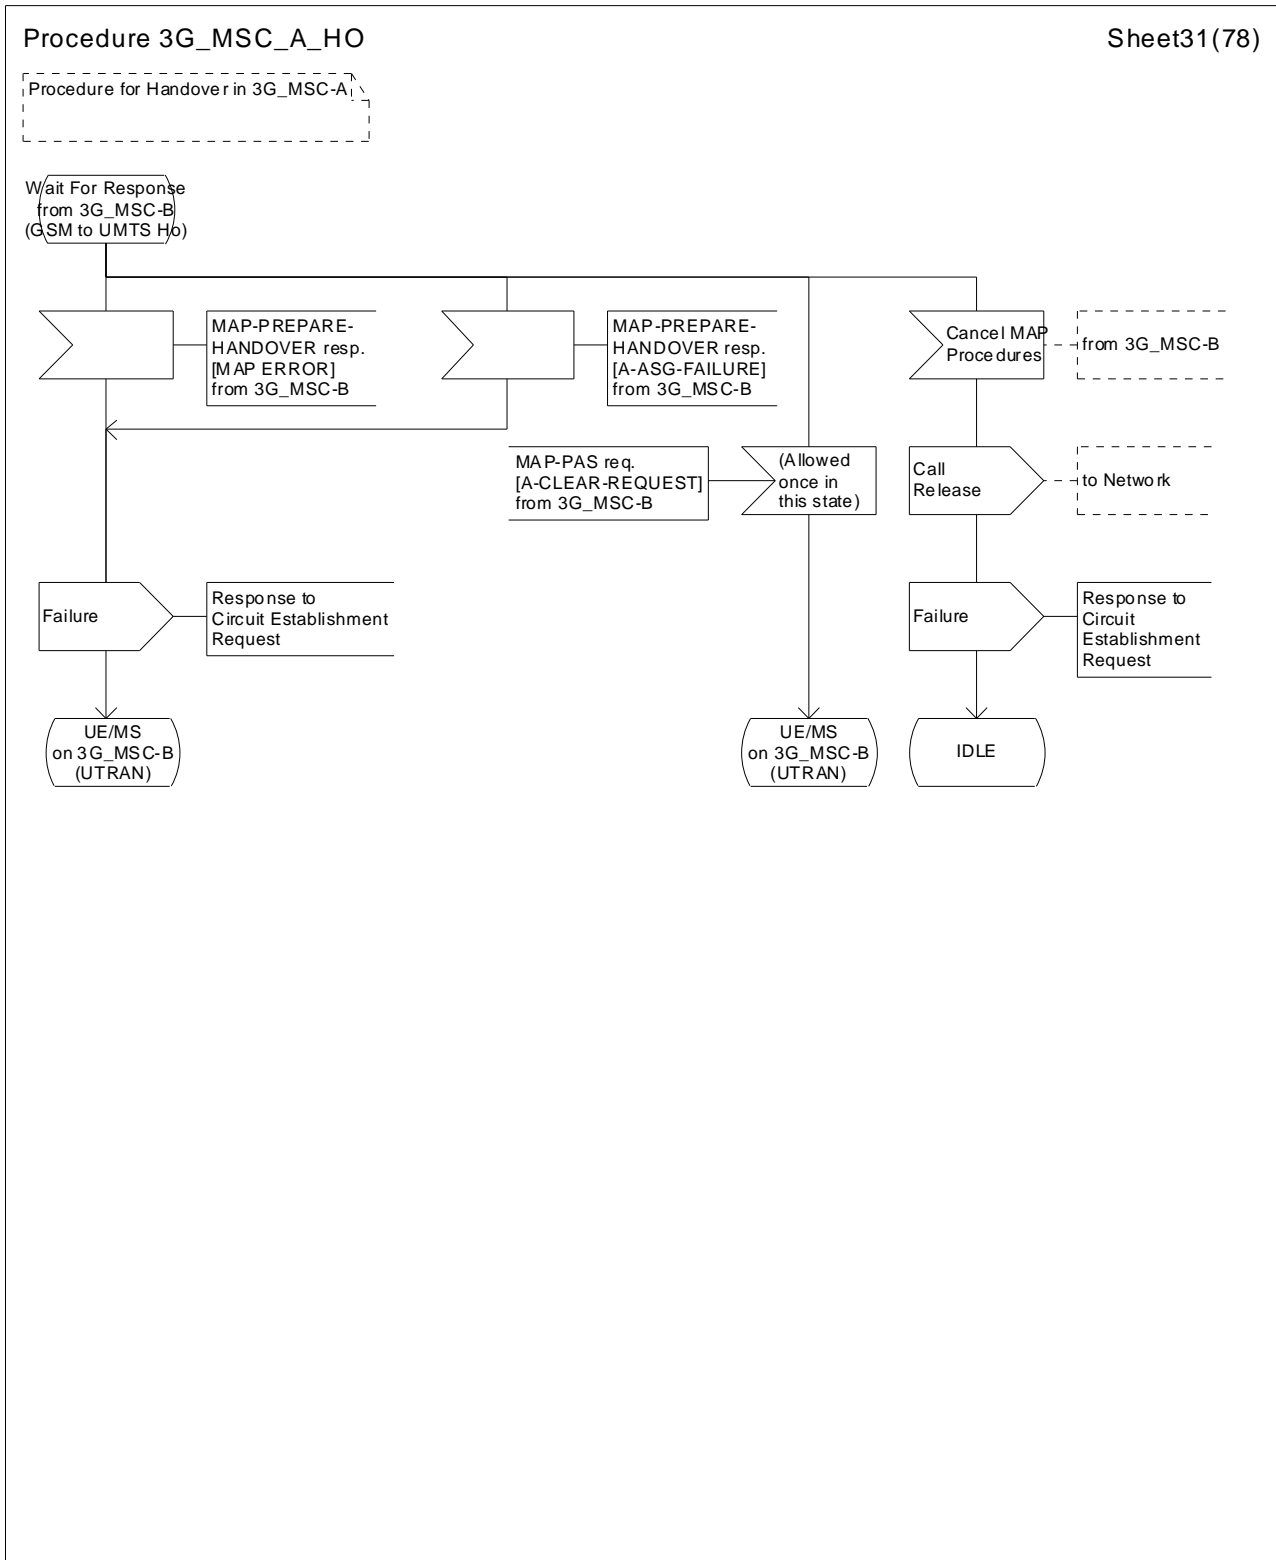 Procedure 3G_MSC_A_HO
Sheet31(78)
Procedure for Handover in 3G_MSC-A
Wait For Response
from 3G_MSC-B
(GSM to UMTS Ho)
MAP-PREPARE-
HANDOVER resp.
[MAP ERROR]
from 3G_MSC-B
MAP-PREPARE-
HANDOVER resp.
[A-ASG-FAILURE]
from 3G_MSC-B
Cancel MAP
Procedures
from 3G_MSC-B
MAP-PAS req.
[A-CLEAR-REQUEST]
from 3G_MSC-B
(Allowed
once in
this state)
Call
Release
to Network
Failure
Response to
Circuit Establishment
Request
Failure
Response to
Circuit
Establishment
Request
UE/MS
on 3G_MSC-B
(UTRAN)
UE/MS
on 3G_MSC-B
(UTRAN)
IDLE